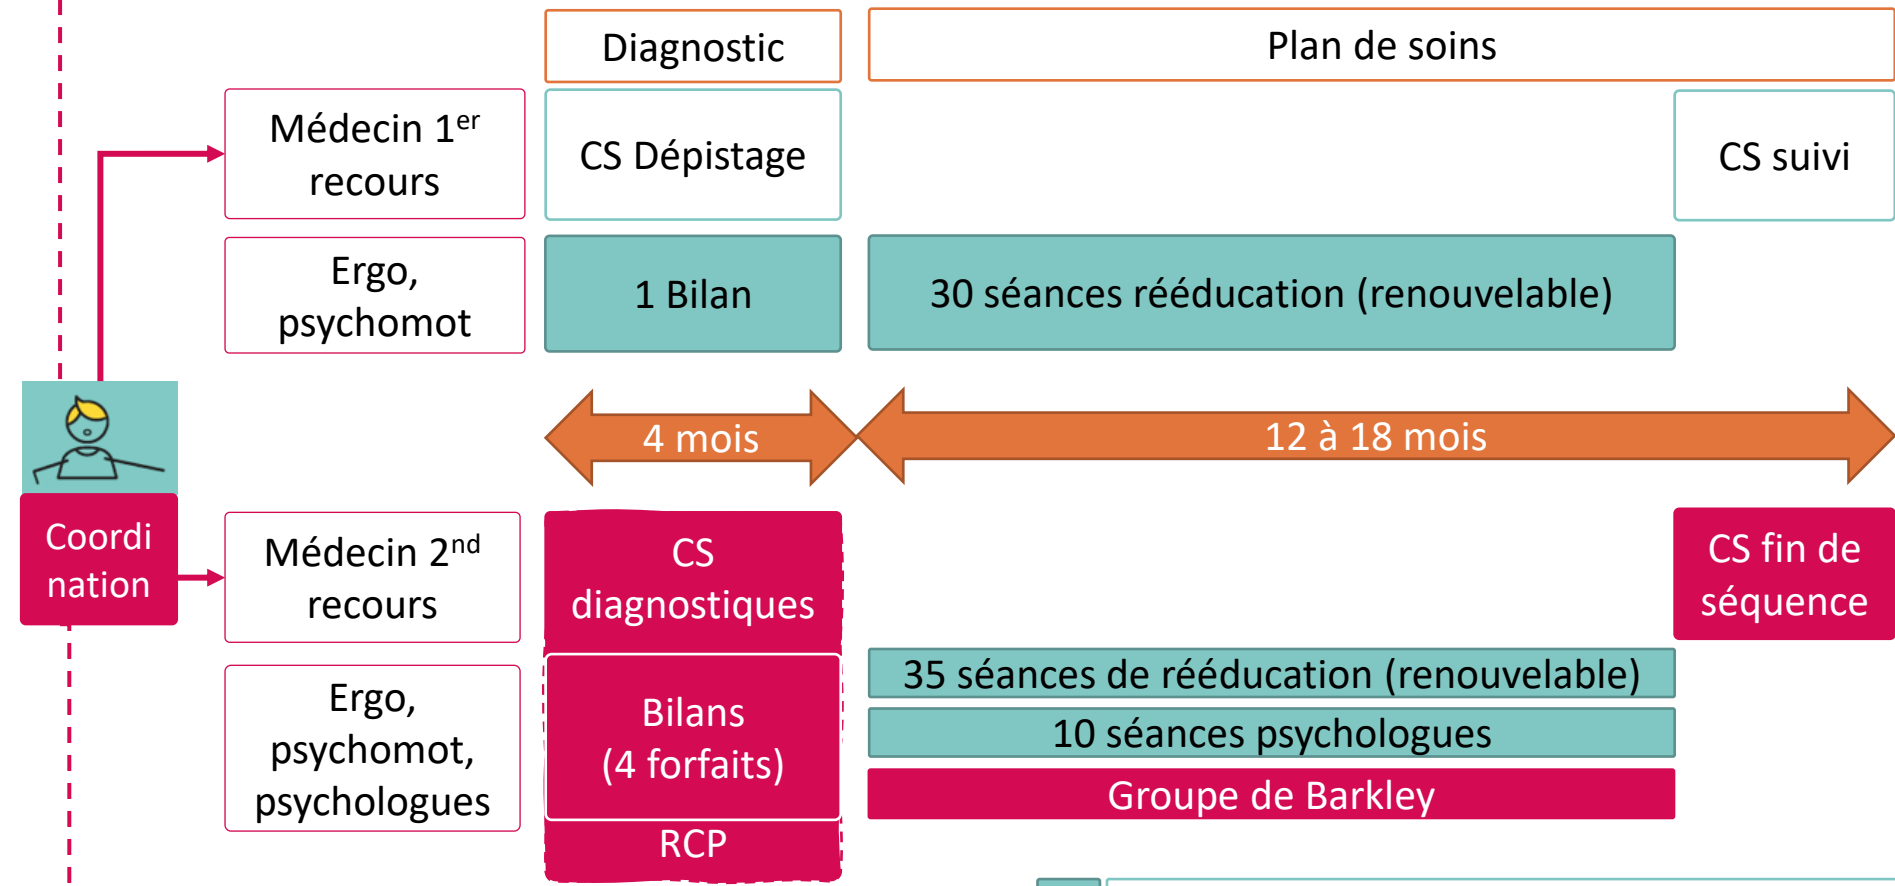 Diagnostic
Plan de soins
Médecin 1er
recours
CS Dépistage
CS suivi
Ergo,
psychomot
1 Bilan
30 séances rééducation (renouvelable)
4 mois
12 à 18 mois
Coordi
nation
Médecin 2nd
recours
CS
diagnostiques
CS fin de
séquence
Ergo,
psychomot,
psychologues
Bilans
(4 forfaits)
RCP
35 séances de rééducation (renouvelable)
10 séances psychologues
Groupe de Barkley